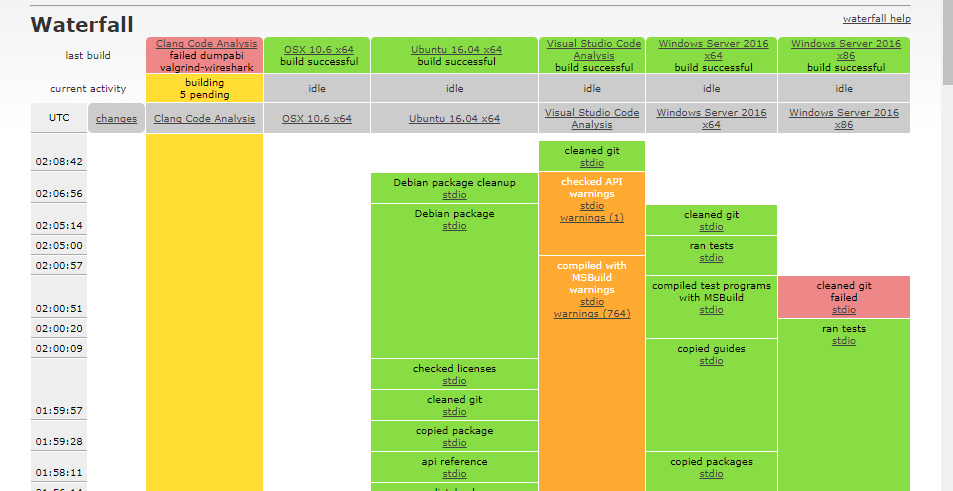 Waterfall
waterfall help
last build
Clang Code Analysis
failed dumpabi
valgrind-wireshark
OSX 10.6 x64
build successful
Ubuntu 16.04 x64
build successful
Visual Studio Code
Analysis
build successful
Windows Server 2016
x64
build successful
Windows Server 2016
x86
build successful
current activity
building
5 pending
idle
idle
idle
idle
idle
UTC
changes
Clang Code Analysis
OSX 10.6 x64
Ubuntu 16.04 x64
Visual Studio Code
Analysis
Windows Server 2016
x64
Windows Server 2016
x86
02:08:42
cleaned git
stdio
02:06:56
Debian package cleanup
stdio
checked API
warnings
stdio
warnings (1)
02:05:14
Debian package
stdio
cleaned git
stdio
02:05:00
ran tests
stdio
02:00:57
compiled with
MSBuild
warnings
stdio
warnings (764)
02:00:51
compiled test programs
with MSBuild
stdio
cleaned git
failed
stdio
02:00:20
ran tests
stdio
02:00:09
copied guides
stdio
checked licenses
stdio
01:59:57
cleaned git
stdio
01:59:28
copied package
stdio
01:58:11
api reference
stdio
copied packages
stdio